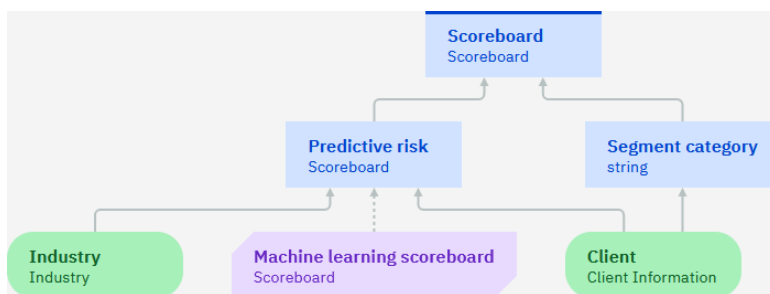 Scoreboard
Scoreboard
Predictive risk
Scoreboard
Segment category
string
Industry
Industry
Machine learning scoreboard
Scoreboard
Client
Client Information